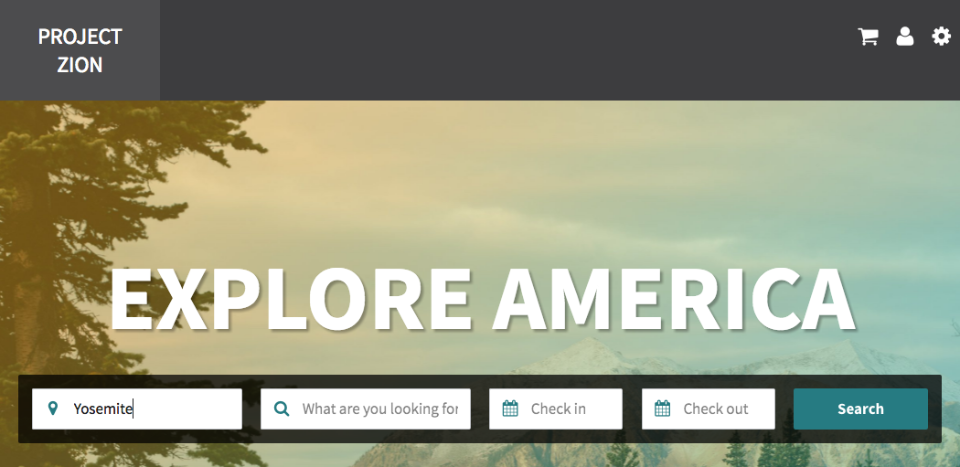 PROJECT
ZION
EXPLORE AMERICA
Yosemite
What are you looking for
Check in
Check out
Search